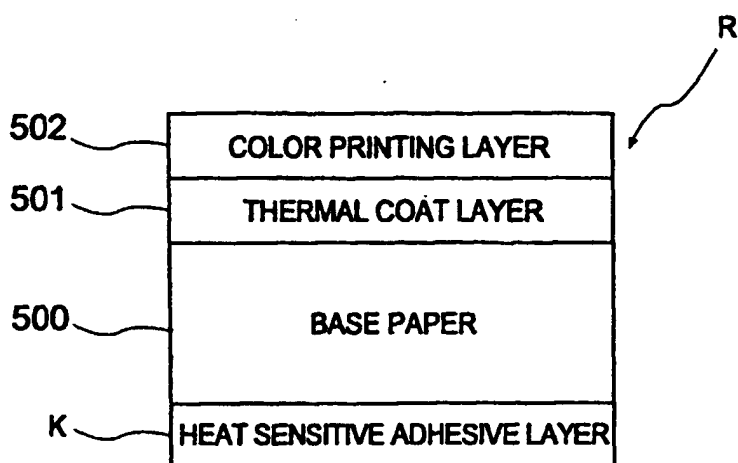 R
502 COLOR PRINTING LAYER
501 THERMAL COAT LAYER
500 BASE PAPER
K HEAT SENSITIVE ADHESIVE LAYER